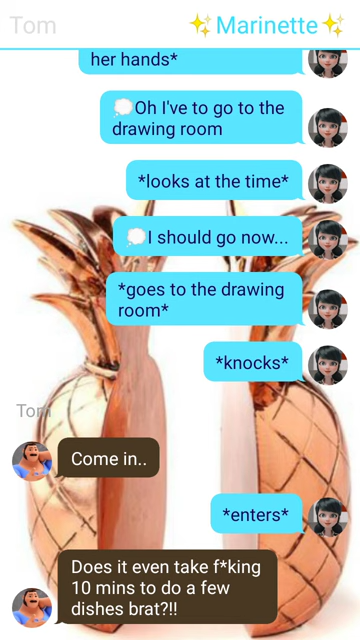 Tom
✨Marinette✨
her hands*
💭Oh I've to go to the
drawing room
*looks at the time*
💭I should go now...
*goes to the drawing
room*
*knocks*
Tom
Come in..
*enters*
Does it even take f*king
10 mins to do a few
dishes brat?!!